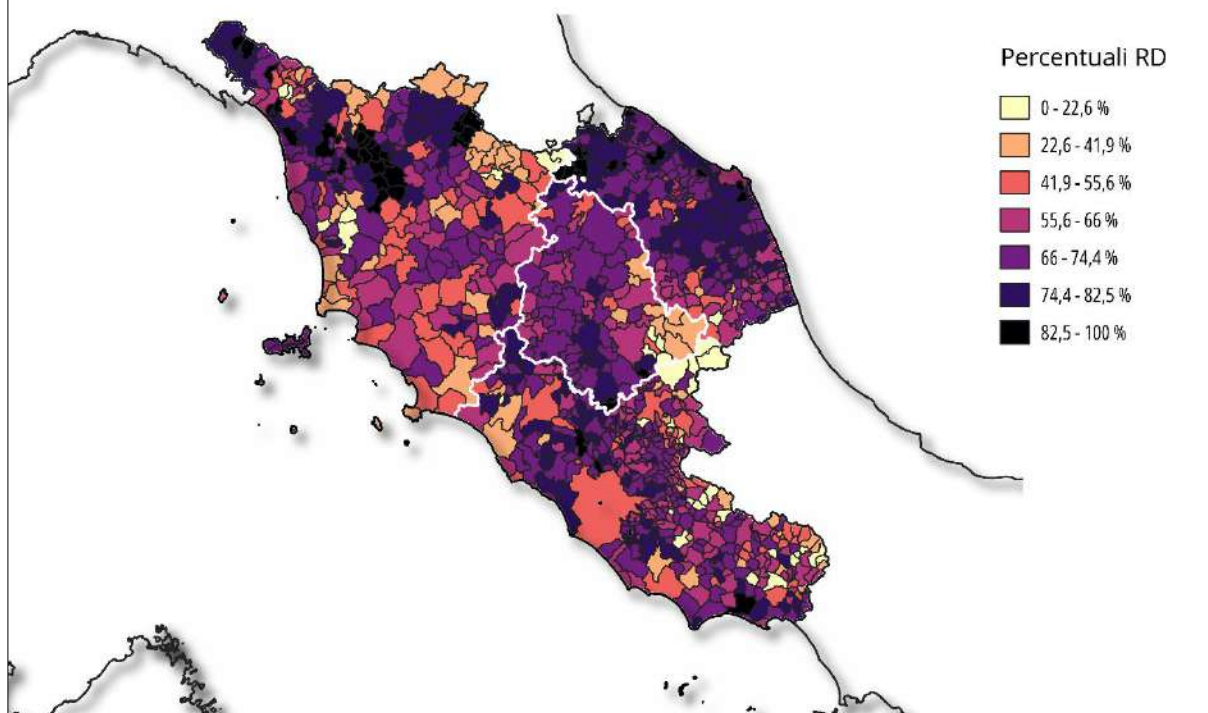 Percentuali RD
0 - 22,6 %
22,6 - 41,9 %
41,9 - 55,6 %
55,6 - 66 %
66 - 74,4 %
74,4 - 82,5 %
82,5 - 100 %